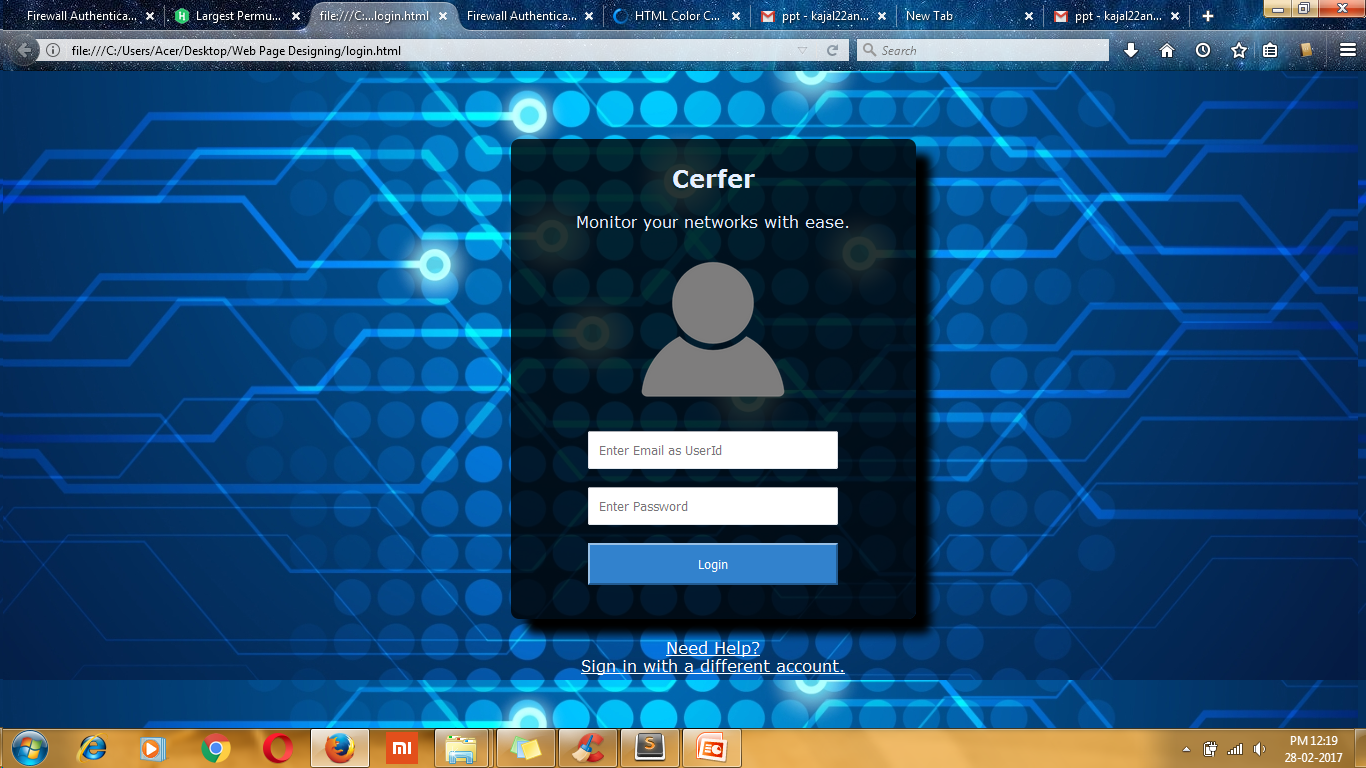 Firewall Authentica...
Largest Permu...
file:///C:...login.html
Firewall Authentica...
HTML Color C...
ppt - kajal22an...
New Tab
ppt - kajal22an...
file:///C:/Users/Acer/Desktop/Web Page Designing/login.html
Search
Cerfer
Monitor your networks with ease.
Enter Email as UserId
Enter Password
Login
Need Help?
Sign in with a different account.
PM 12:19
28-02-2017